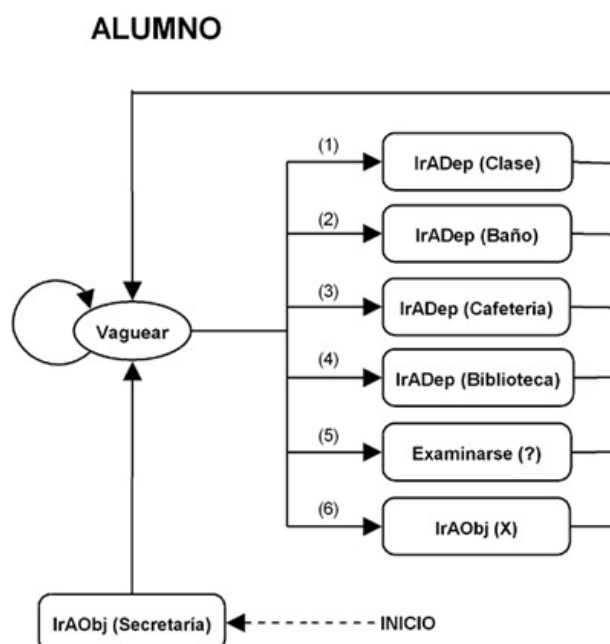 ALUMNO
(1)
IrADep (Clase)
(2)
IrADep (Baño)
(3)
IrADep (Cafeteria)
Vaguear
(4)
IrADep (Biblioteca)
(5)
Examinarse (?)
(6)
IrAObj (X)
IrAObj (Secretaría)
INICIO